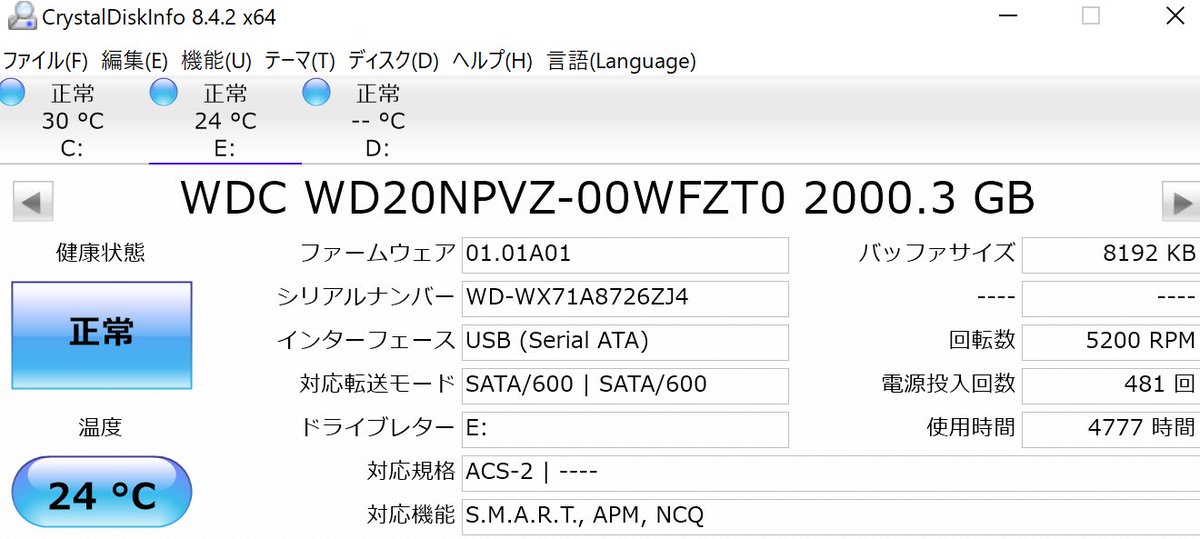 CrystalDiskInfo 8.4.2 x64
ファイル(F) 編集(E) 機能(U) テーマ(T) ディスク(D) ヘルプ(H) 言語(Language)
正常 正常 正常
30 °C 24 °C -- °C
C: E: D:
WDC WD20NPVZ-00WFZT0 2000.3 GB
健康状態 ファームウェア 01.01A01 バッファサイズ 8192 KB
シリアルナンバー WD-WX71A8726ZJ4 ---- ----
正常 インターフェース USB (Serial ATA) 回転数 5200 RPM
対応転送モード SATA/600 | SATA/600 電源投入回数 481 回
温度 ドライブレター E: 使用時間 4777 時間
対応規格 ACS-2 | ----
24 °C 対応機能 S.M.A.R.T., APM, NCQ